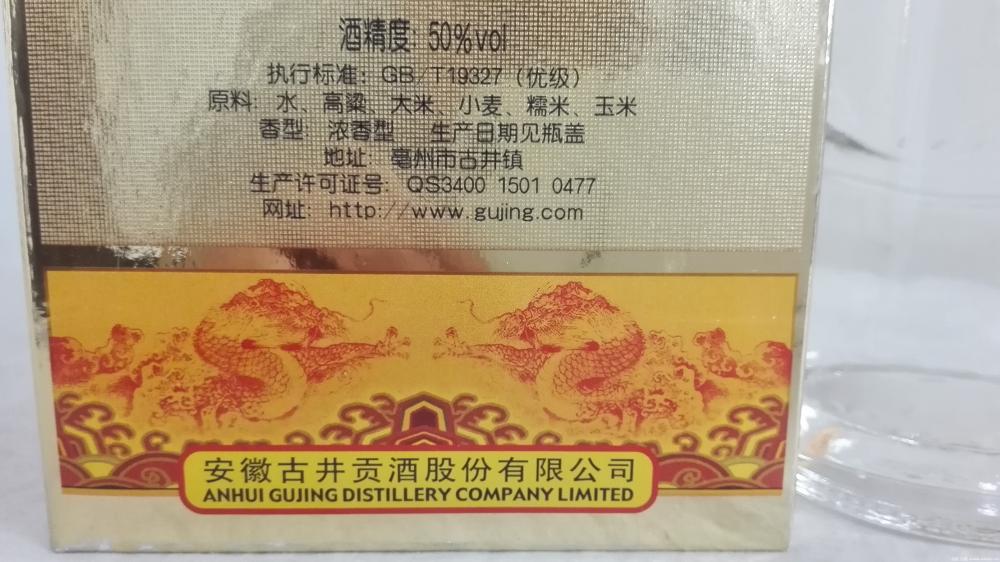 酒精度 50%vol
执行标准：GB/T19327（优级）
原料：水、高粱、大米、小麦、糯米、玉米
香型：浓香型 生产日期见瓶盖
地址：亳州市古井镇
生产许可证号：QS3400 1501 0477
网址：http://www.gujing.com
安徽古井贡酒股份有限公司
ANHUI GUJING DISTILLERY COMPANY LIMITED